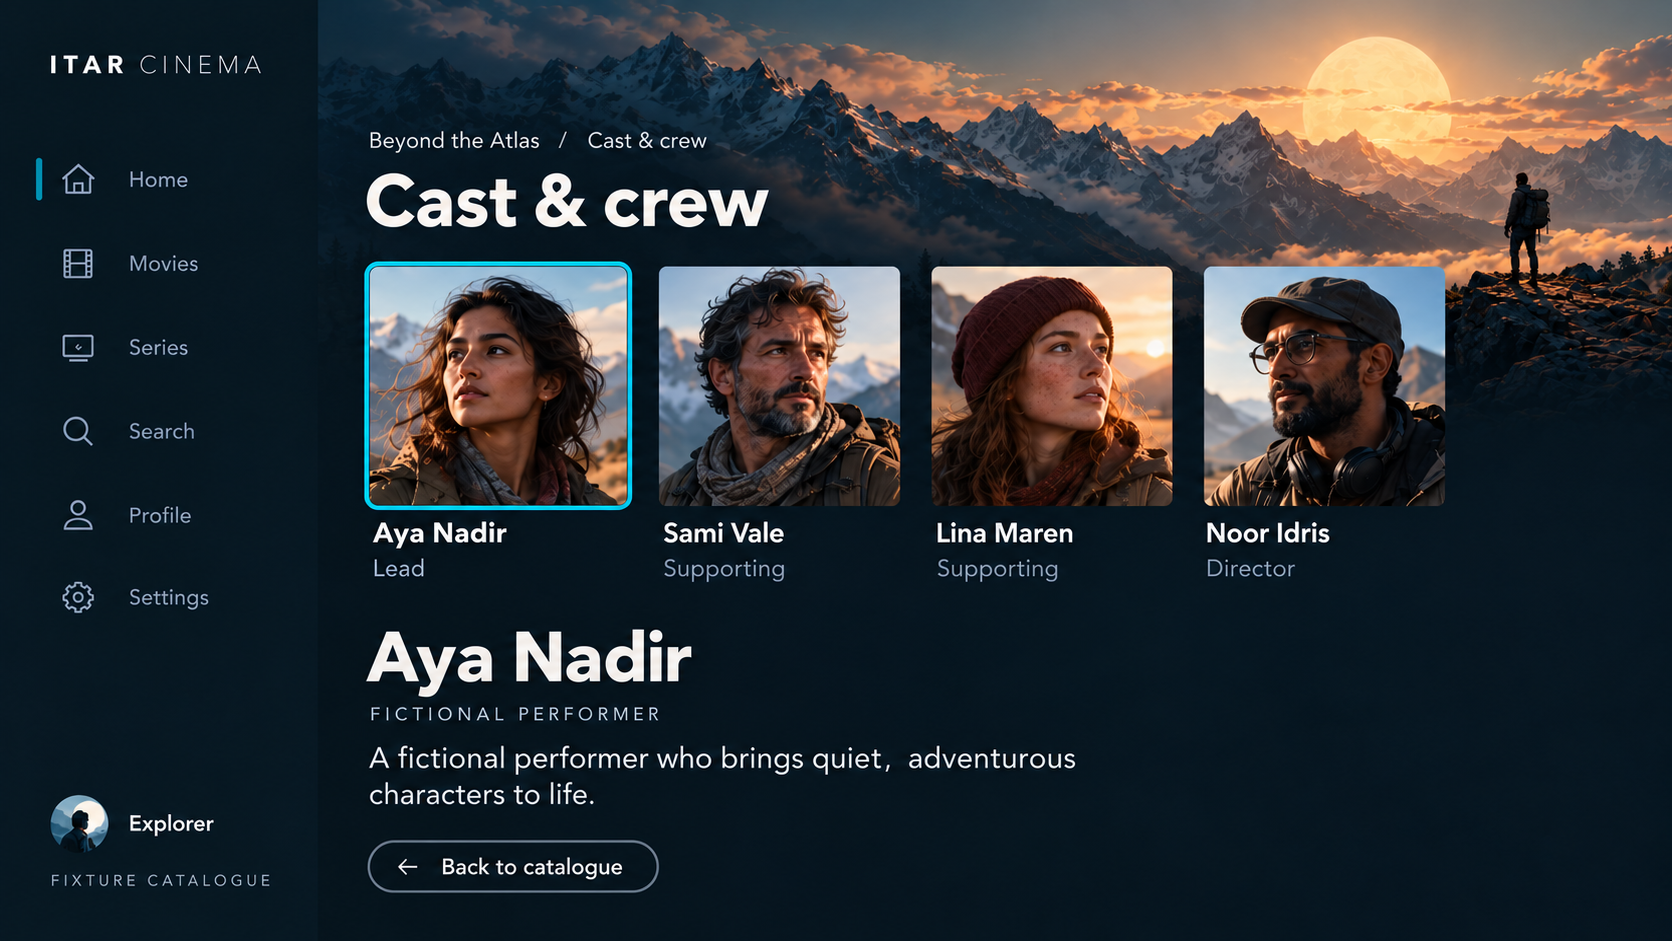 ITAR CINEMA
Home
Movies
Series
Search
Profile
Settings
Explorer
FIXTURE CATALOGUE
Beyond the Atlas / Cast & crew
Cast & crew
Aya Nadir
Lead
Sami Vale
Supporting
Lina Maren
Supporting
Noor Idris
Director
Aya Nadir
FICTIONAL PERFORMER
A fictional performer who brings quiet, adventurous
characters to life.
← Back to catalogue